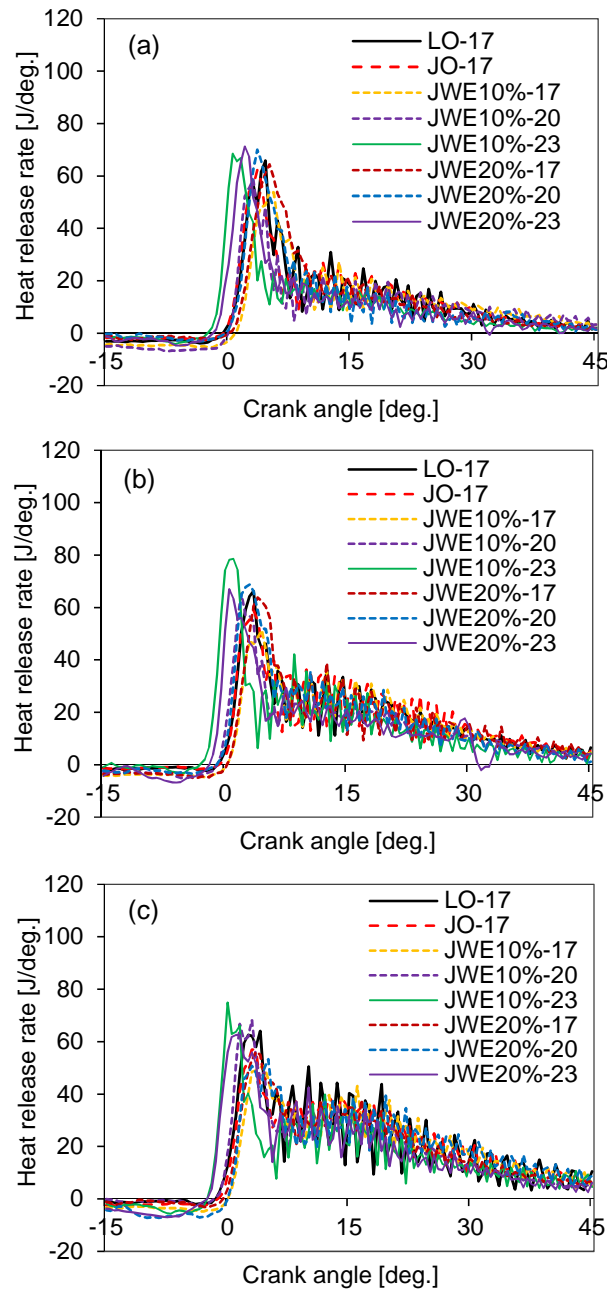 (a)
LO-17
JO-17
JWE10%-17
JWE10%-20
JWE10%-23
JWE20%-17
JWE20%-20
JWE20%-23
Heat release rate [J/deg.]
120
100
80
60
40
20
0
-20
-15 0 15 30 45
Crank angle [deg.]
(b)
LO-17
JO-17
JWE10%-17
JWE10%-20
JWE10%-23
JWE20%-17
JWE20%-20
JWE20%-23
Heat release rate [J/deg.]
120
100
80
60
40
20
0
-20
-15 0 15 30 45
Crank angle [deg.]
(c)
LO-17
JO-17
JWE10%-17
JWE10%-20
JWE10%-23
JWE20%-17
JWE20%-20
JWE20%-23
Heat release rate [J/deg.]
120
100
80
60
40
20
0
-20
-15 0 15 30 45
Crank angle [deg.]